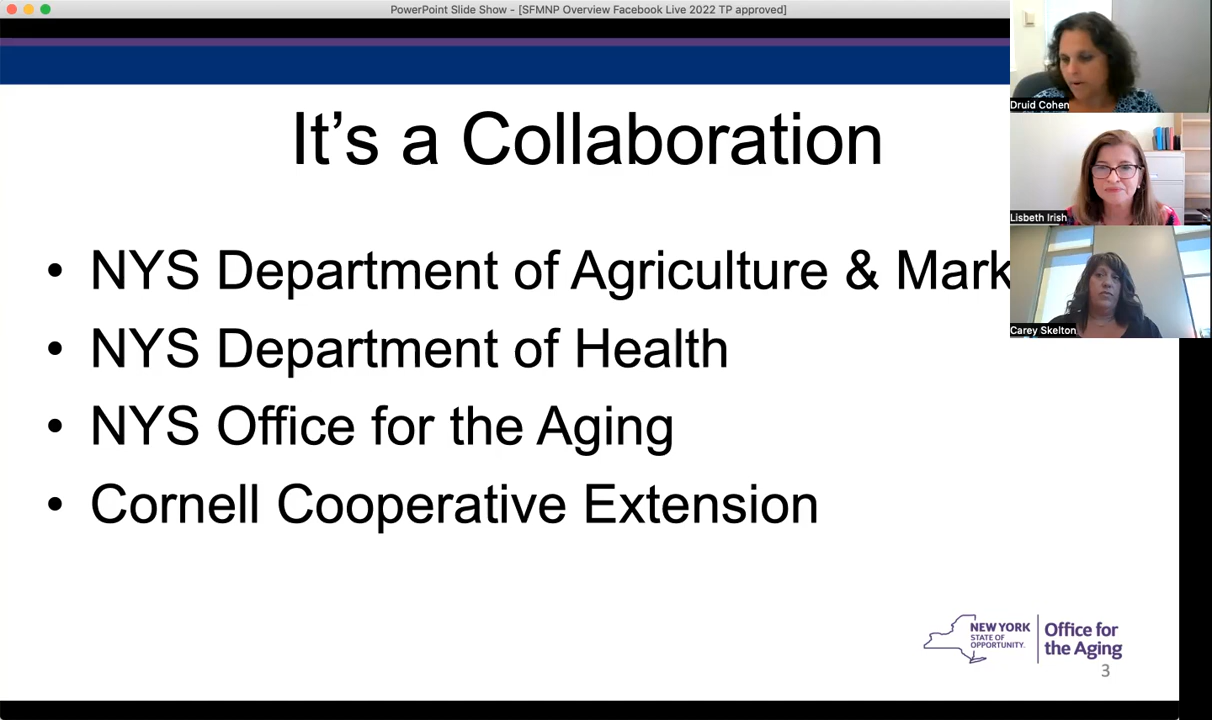 PowerPoint Slide Show - [SFMNP Overview Facebook Live 2022 TP approved]
It's a Collaboration
• NYS Department of Agriculture & Mark
• NYS Department of Health
• NYS Office for the Aging
• Cornell Cooperative Extension
Druid Cohen
Lisbeth Irish
Carey Skelton
NEW YORK
STATE OF
OPPORTUNITY.
Office for
the Aging
3